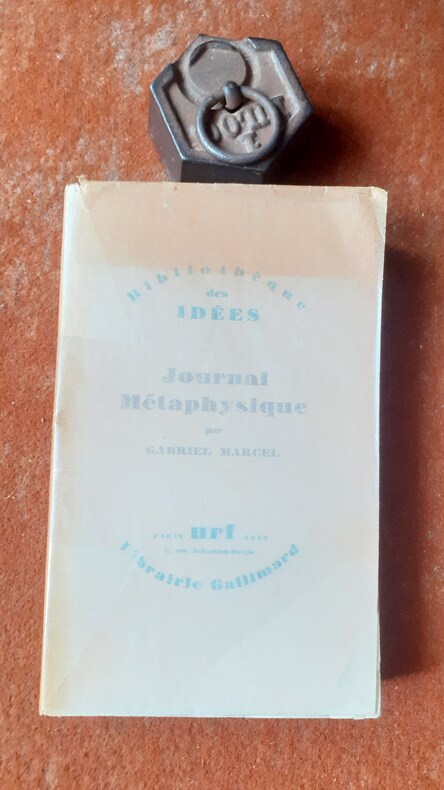 Bibliothèque
des
IDÉES
Journal
Métaphysique
par
GABRIEL MARCEL
PARIS nrf
Librairie Gallimard